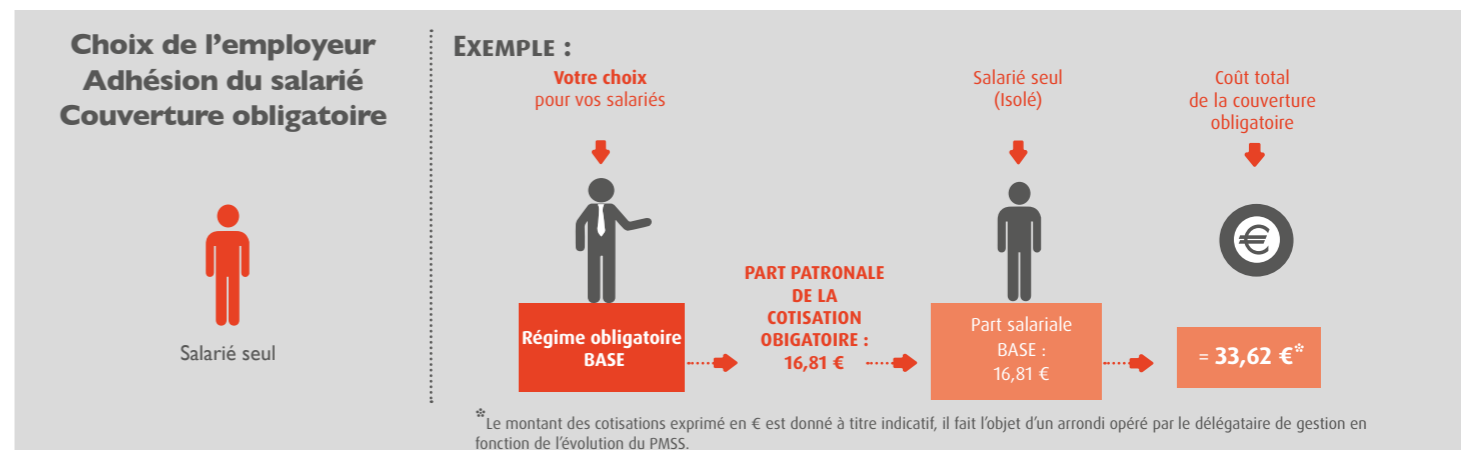 Choix de l’employeur
Adhésion du salarié
Couverture obligatoire
Salarié seul
EXEMPLE :
Votre choix
pour vos salariés
Régime obligatoire
BASE
PART PATRONALE
DE LA
COTISATION
OBIGATOIRE :
16,81 €
Salarié seul
(Isolé)
Part salariale
BASE :
16,81 €
Coût total
de la couverture
obligatoire
€
= 33,62 €*
*Le montant des cotisations exprimé en € est donné à titre indicatif, il fait l’objet d’un arrondi opéré par le délégataire de gestion en
fonction de l’évolution du PMSS.